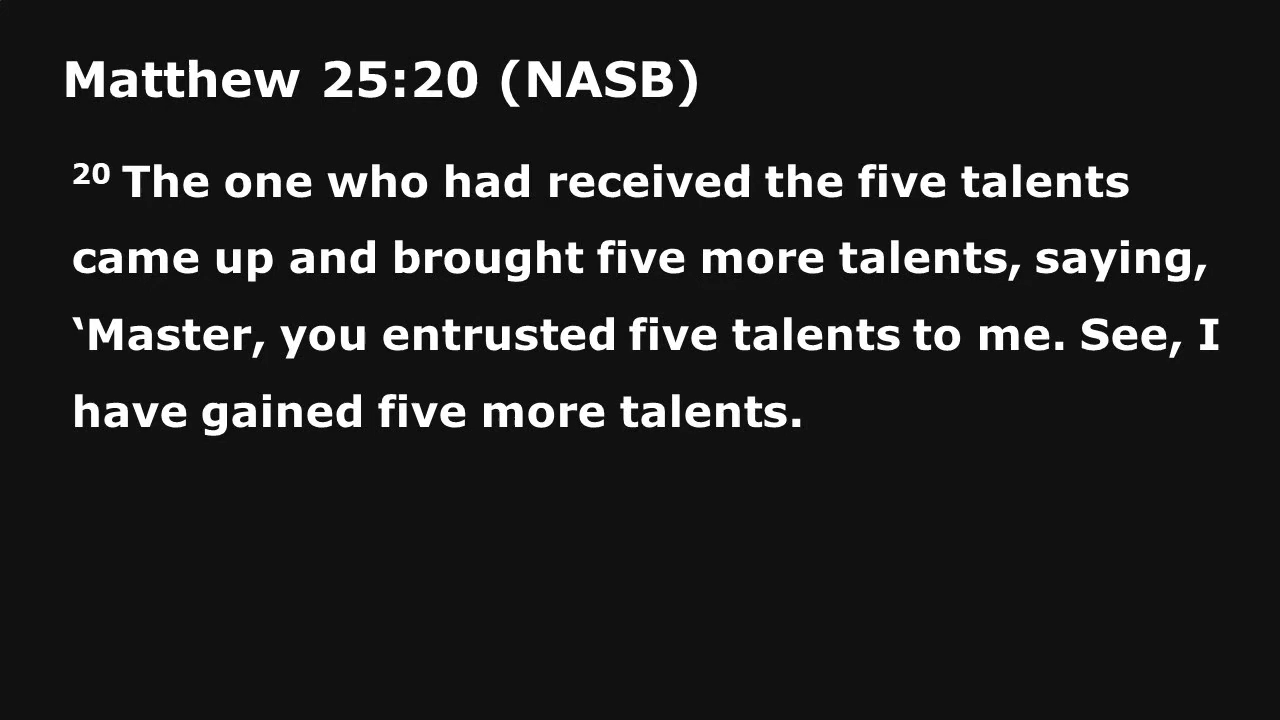 Matthew 25:20 (NASB)
20 The one who had received the five talents
came up and brought five more talents, saying,
‘Master, you entrusted five talents to me. See, I
have gained five more talents.